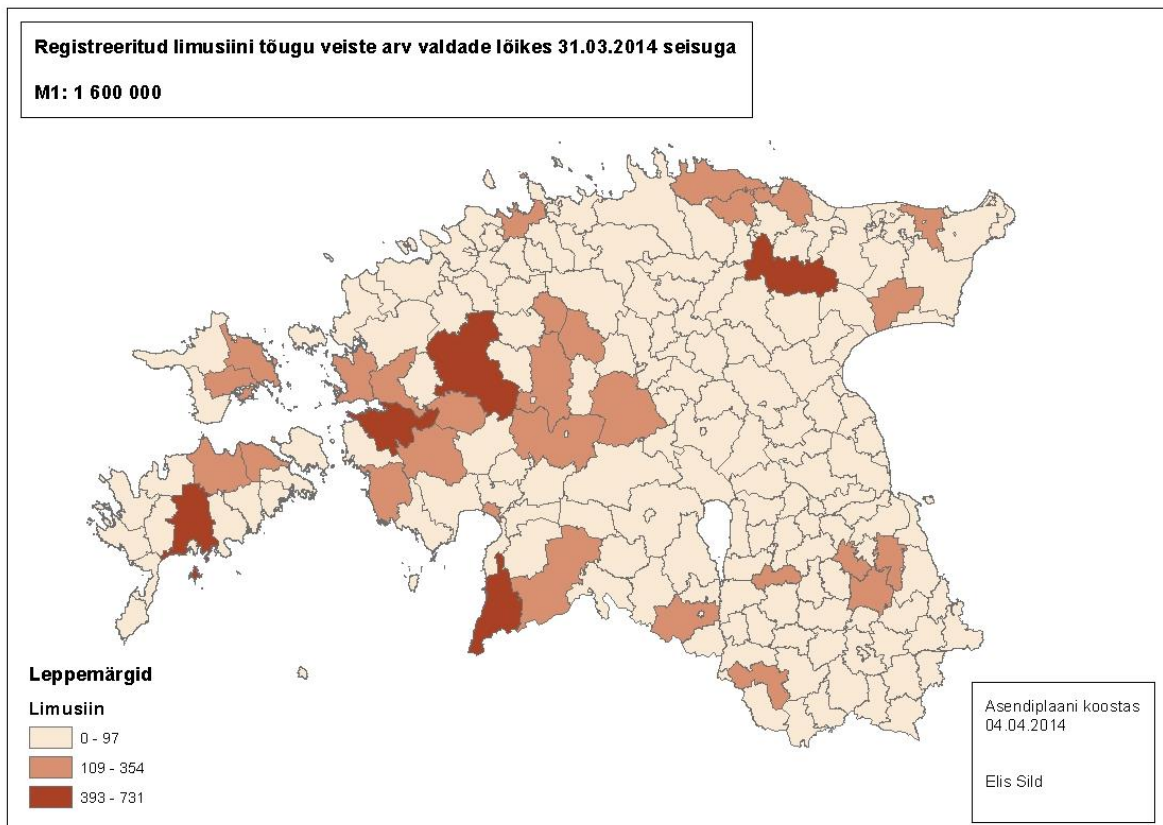 Registreeritud limusiini tõugu veiste arv valdade lõikes 31.03.2014 seisuga
M1: 1 600 000
Leppemärgid
Limusiin
0 - 97
109 - 354
393 - 731
Asendiplaani koostas
04.04.2014
Elis Sild